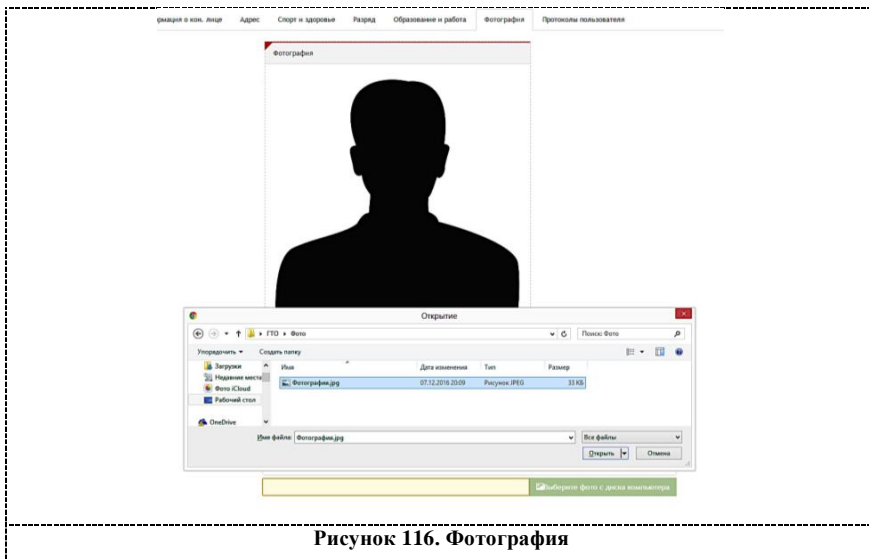 рмация о кон. лице Адрес Спорт и здоровье Разряд Образование и работа Фотография Протоколы пользователя
Фотография
Открытие
ГТО Фото Поиск: Фото
Упорядочить Создать папку
Загрузки Имя Дата изменения Тип Размер
Недавние места Фотография.jpg 07.12.2016 20:09 Рисунок JPEG 33 КБ
Фото iCloud
Рабочий стол
OneDrive
Имя файла: Фотография.jpg Все файлы
Открыть Отмена
Выберите фото с диска компьютера
Рисунок 116. Фотография